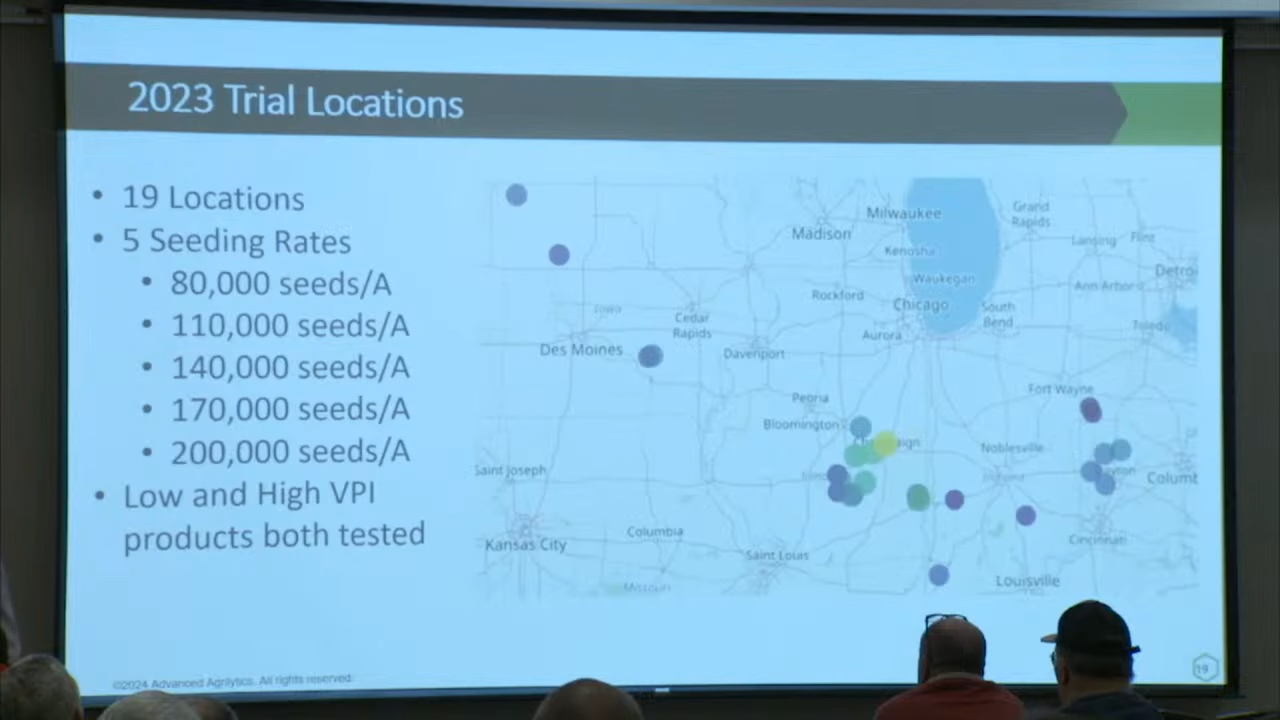 2023 Trial Locations
• 19 Locations
• 5 Seeding Rates
• 80,000 seeds/A
• 110,000 seeds/A
• 140,000 seeds/A
• 170,000 seeds/A
• 200,000 seeds/A
• Low and High VPI
products both tested
Milwaukee
Madison
Grand
Rapids
Lansing
Flint
Kenosha
Waukegan
Detro
Ann Arbor
Rockford
Chicago
South
Bend
Iowa
Cedar
Rapids
Aurora
Toledo
Des Moines
Davenport
Fort Wayne
Peoria
Bloomington
aign
Noblesville
Saint Joseph
Columb
Columbia
Kansas City
Saint Louis
Cincinnati
Missouri
Louisville
©2024 Advanced Agrilytics. All rights reserved.
19